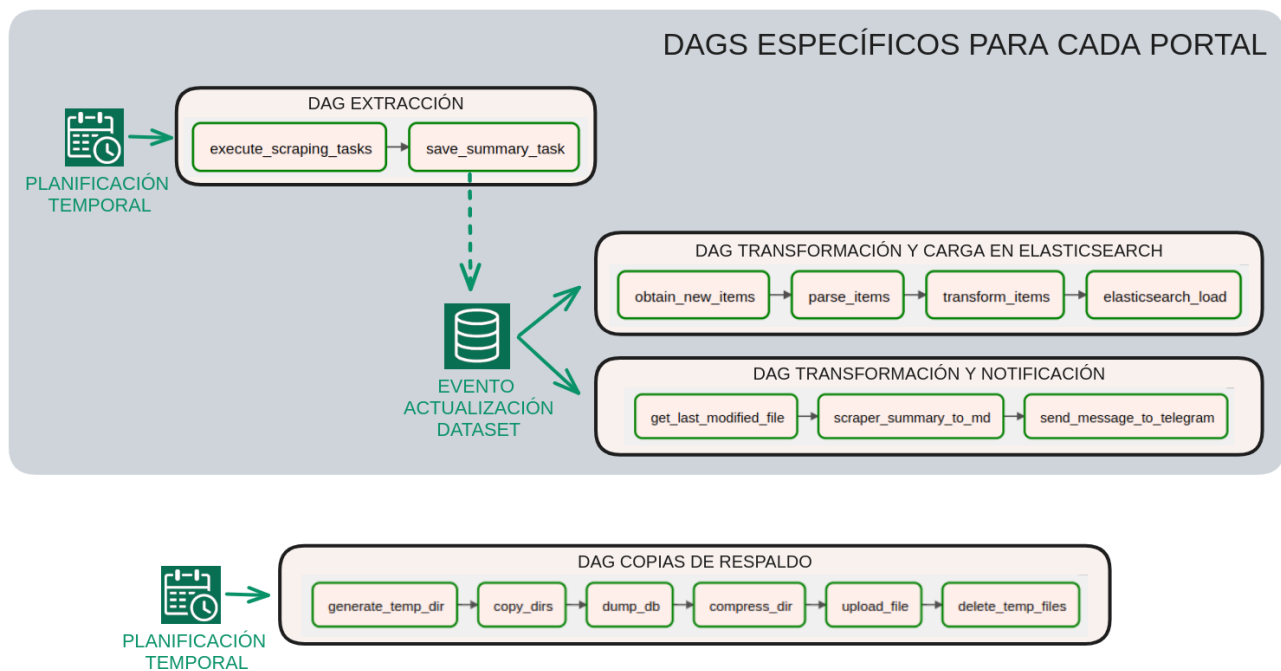 DAGS ESPECÍFICOS PARA CADA PORTAL
DAG EXTRACCIÓN
execute_scraping_tasks
save_summary_task
PLANIFICACIÓN
TEMPORAL
DAG TRANSFORMACIÓN Y CARGA EN ELASTICSEARCH
obtain_new_items
parse_items
transform_items
elasticsearch_load
EVENTO
ACTUALIZACIÓN
DATASET
DAG TRANSFORMACIÓN Y NOTIFICACIÓN
get_last_modified_file
scraper_summary_to_md
send_message_to_telegram
DAG COPIAS DE RESPALDO
generate_temp_dir
copy_dirs
dump_db
compress_dir
upload_file
delete_temp_files
PLANIFICACIÓN
TEMPORAL